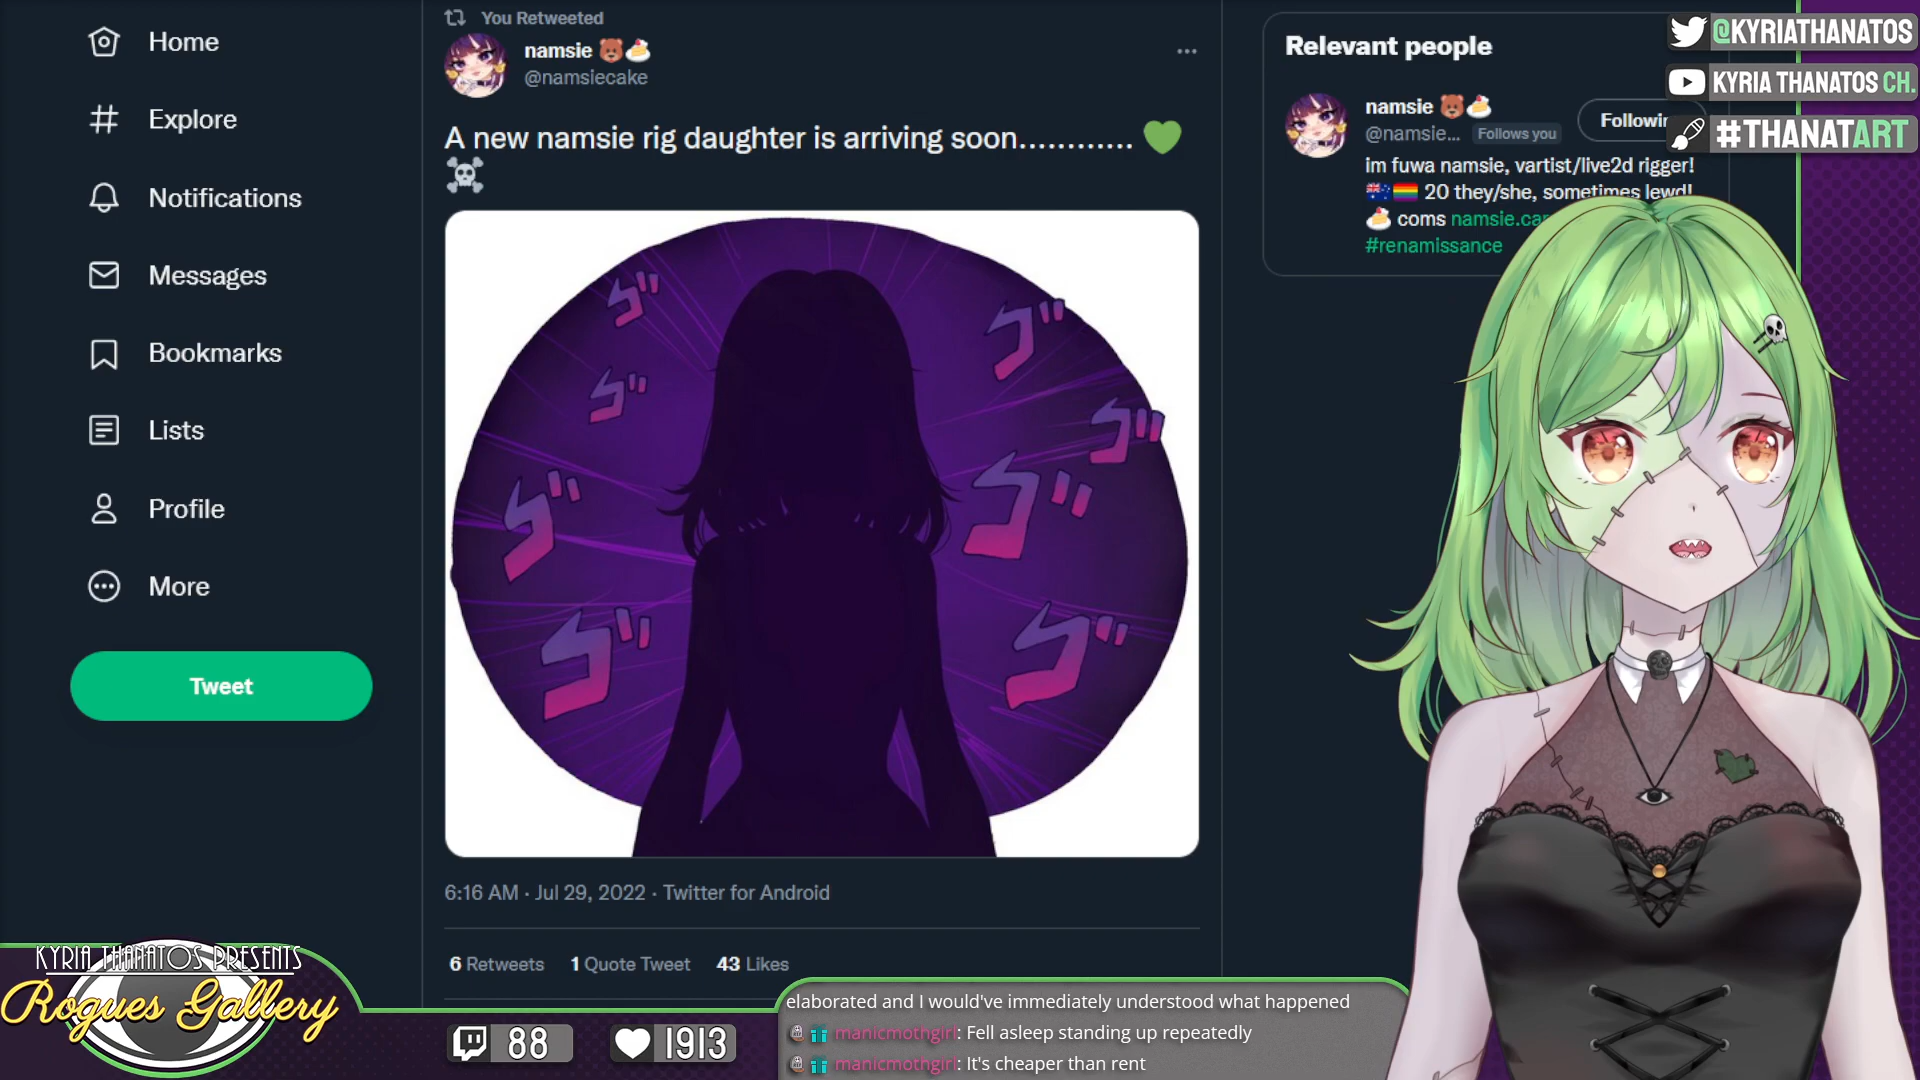 Home
Explore
Notifications
Messages
Bookmarks
Lists
Profile
More
Tweet
You Retweeted
namsie 🐻🍰
@namsiecake
A new namsie rig daughter is arriving soon............ 💚
☠️
ゴ
ゴ
ゴ
ゴ
ゴ
ゴ
ゴ
ゴ
6:16 AM · Jul 29, 2022 · Twitter for Android
6 Retweets 1 Quote Tweet 43 Likes
Relevant people
namsie 🐻🍰
@namsie... Follows you
im fuwa namsie, vartist/live2d rigger!
🇦🇺🏳️‍🌈 20 they/she, sometimes lewd!
🍰 coms namsie.car
#renamissance
@KYRIATHANATOS
KYRIA THANATOS CH.
#THANATART
KYRIA THANATOS PRESENTS
Rogues Gallery
88
1913
elaborated and I would've immediately understood what happened
manicmothgirl: Fell asleep standing up repeatedly
manicmothgirl: It's cheaper than rent